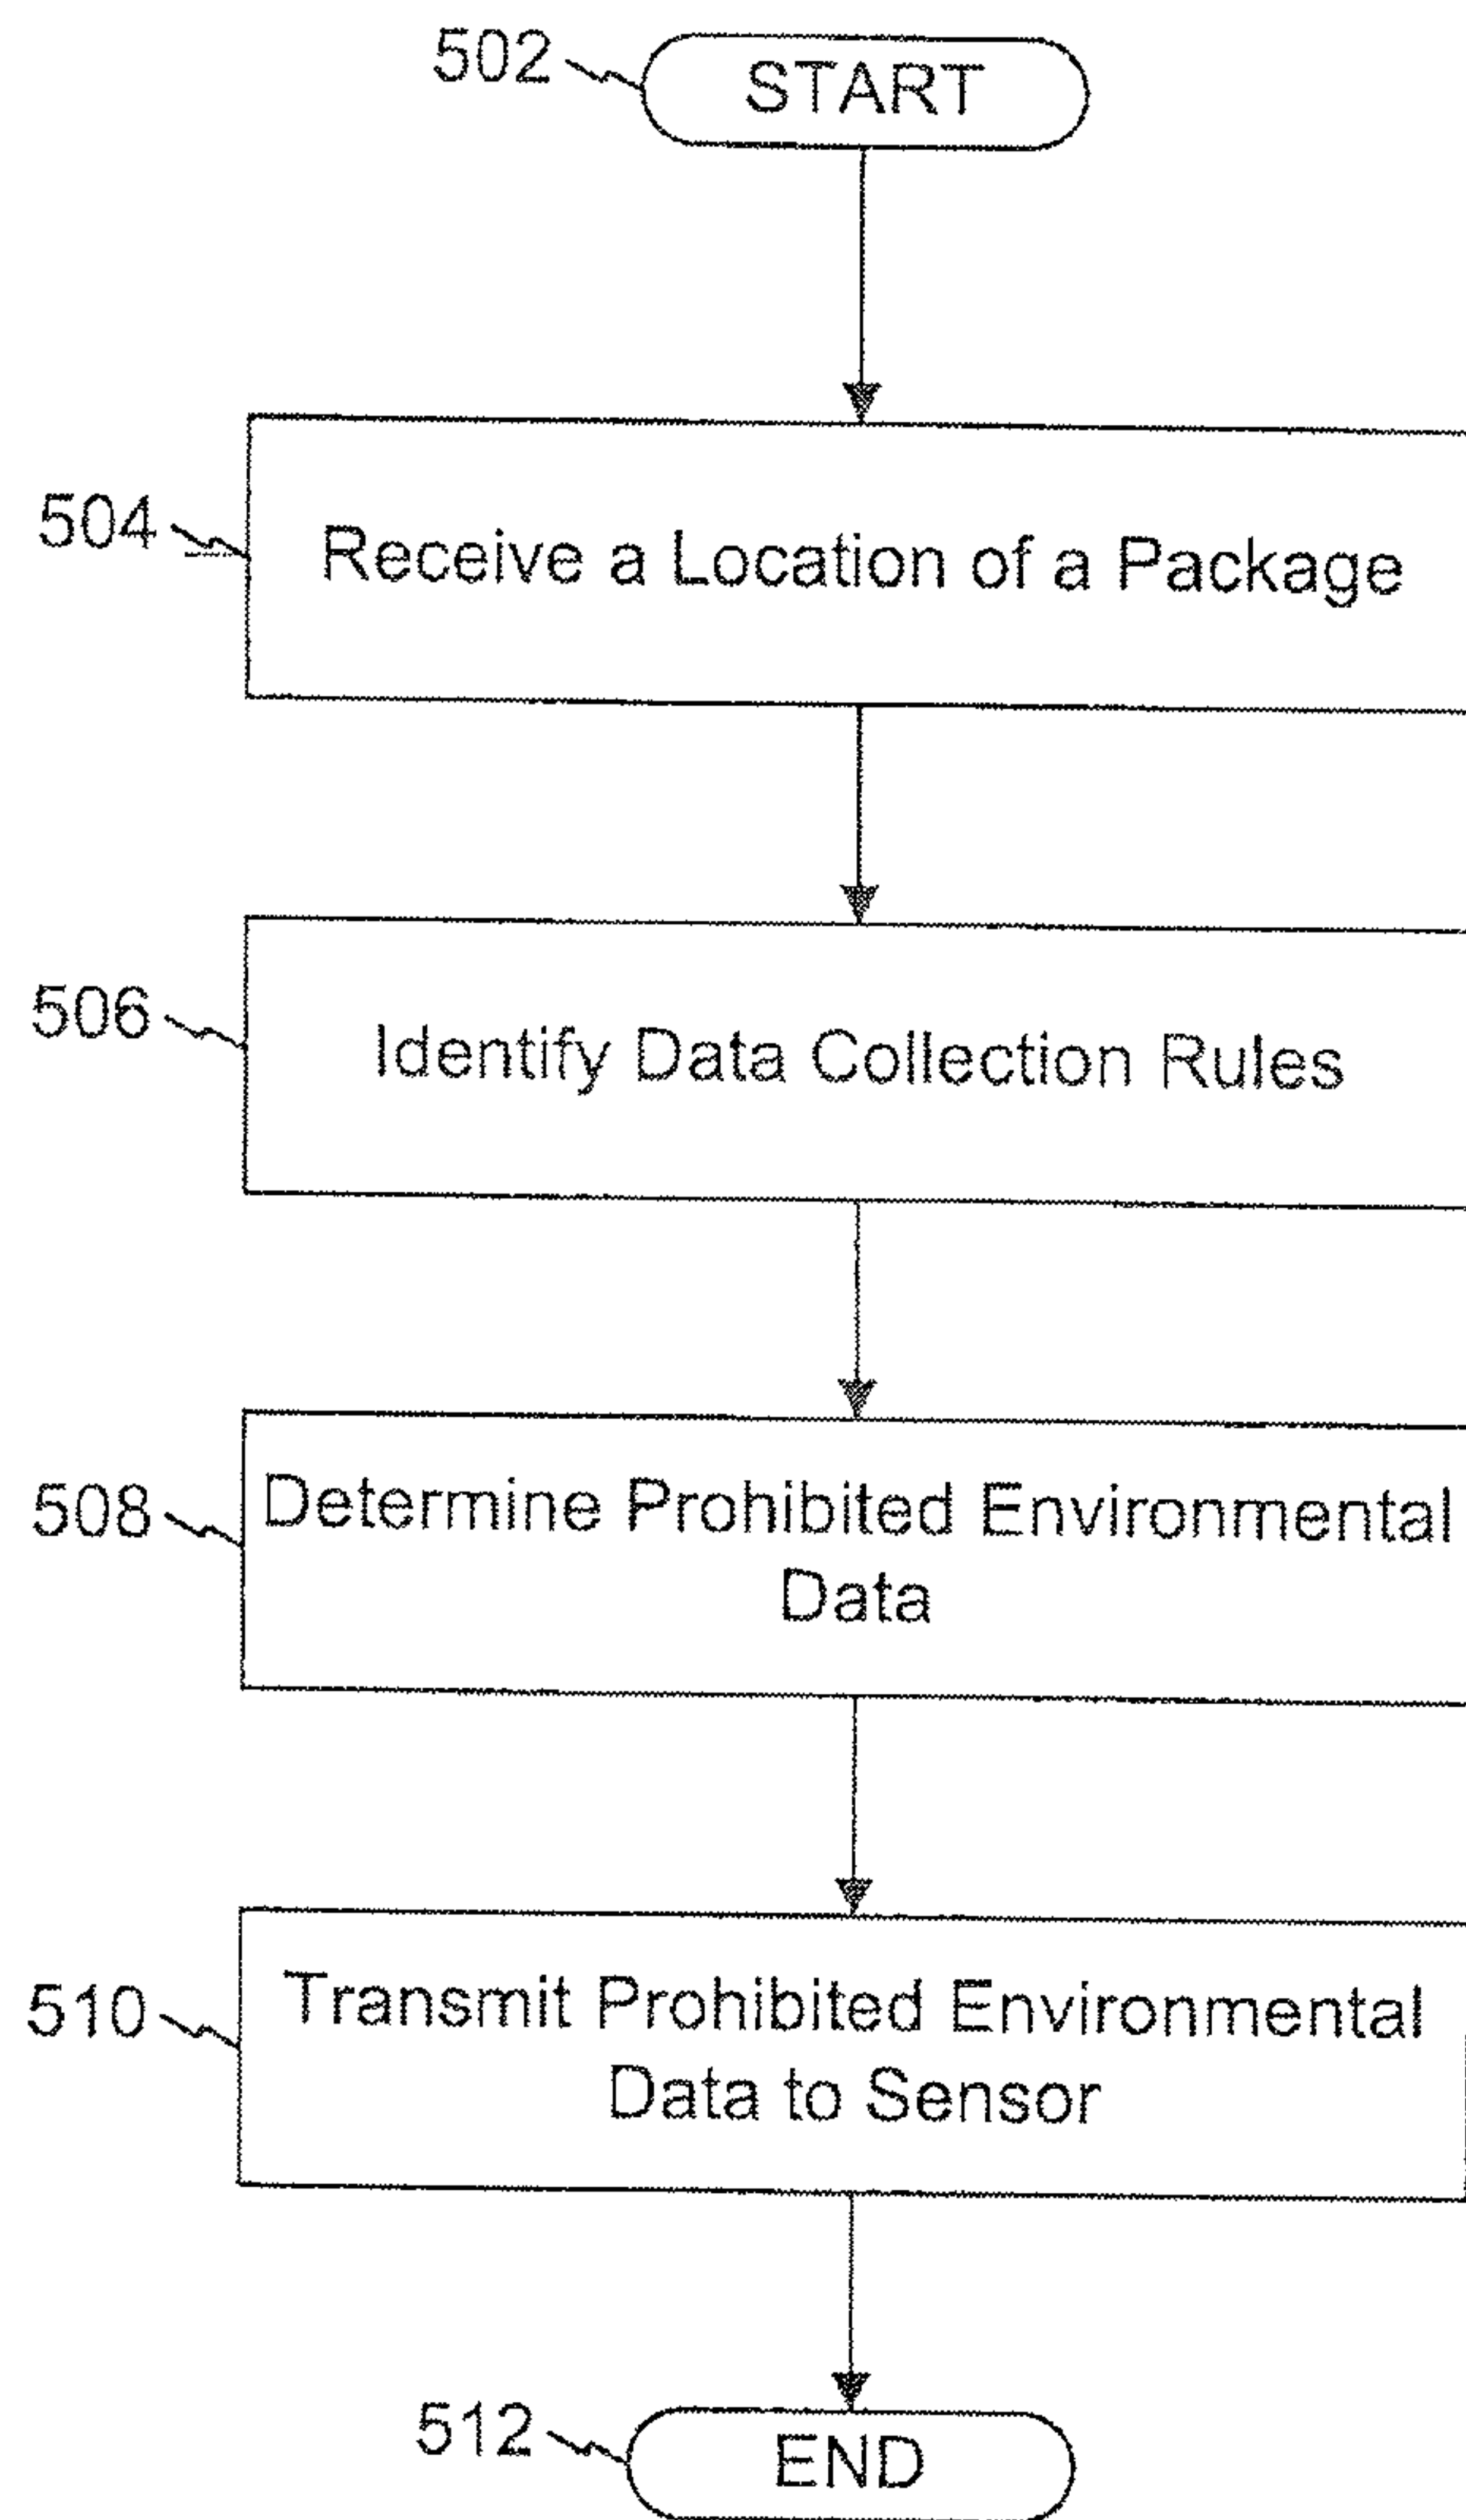 502
START
504
Receive a Location of a Package
506
Identify Data Collection Rules
508
Determine Prohibited Environmental
Data
510
Transmit Prohibited Environmental
Data to Sensor
512
END